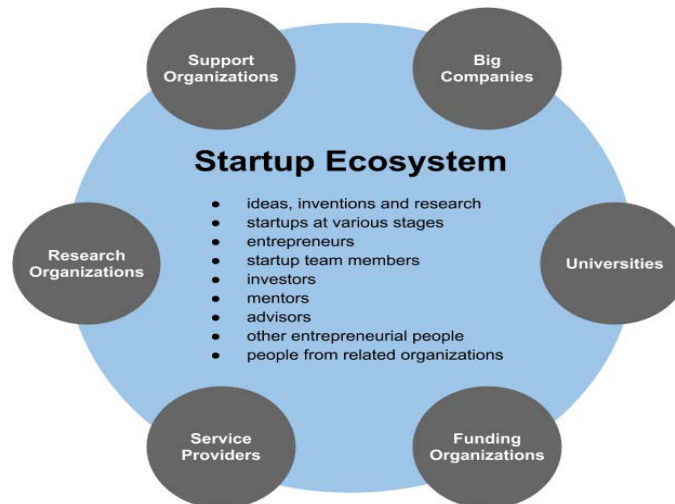 Support
Organizations
Big
Companies
Startup Ecosystem
● ideas, inventions and research
● startups at various stages
● entrepreneurs
● startup team members
● investors
● mentors
● advisors
● other entrepreneurial people
● people from related organizations
Research
Organizations
Universities
Service
Providers
Funding
Organizations